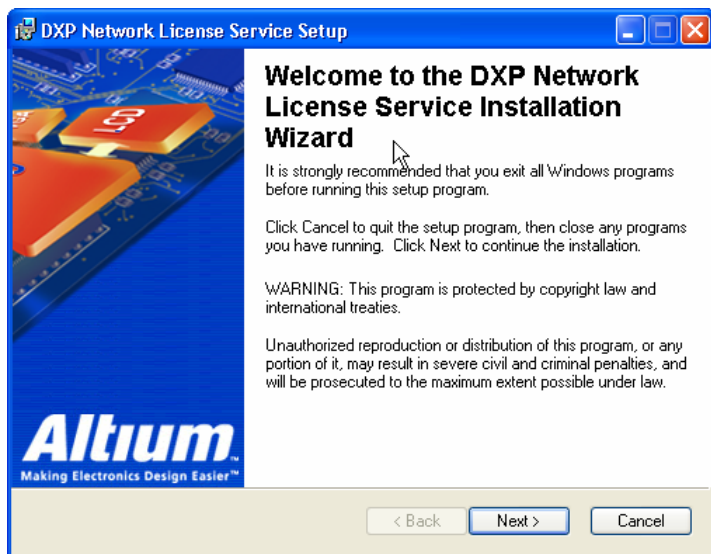 DXP Network License Service Setup
Welcome to the DXP Network
License Service Installation
Wizard
It is strongly recommended that you exit all Windows programs
before running this setup program.
Click Cancel to quit the setup program, then close any programs
you have running. Click Next to continue the installation.
WARNING: This program is protected by copyright law and
international treaties.
Unauthorized reproduction or distribution of this program, or any
portion of it, may result in severe civil and criminal penalties, and
will be prosecuted to the maximum extent possible under law.
LCD
Altium
Making Electronics Design Easier™
< Back
Next >
Cancel